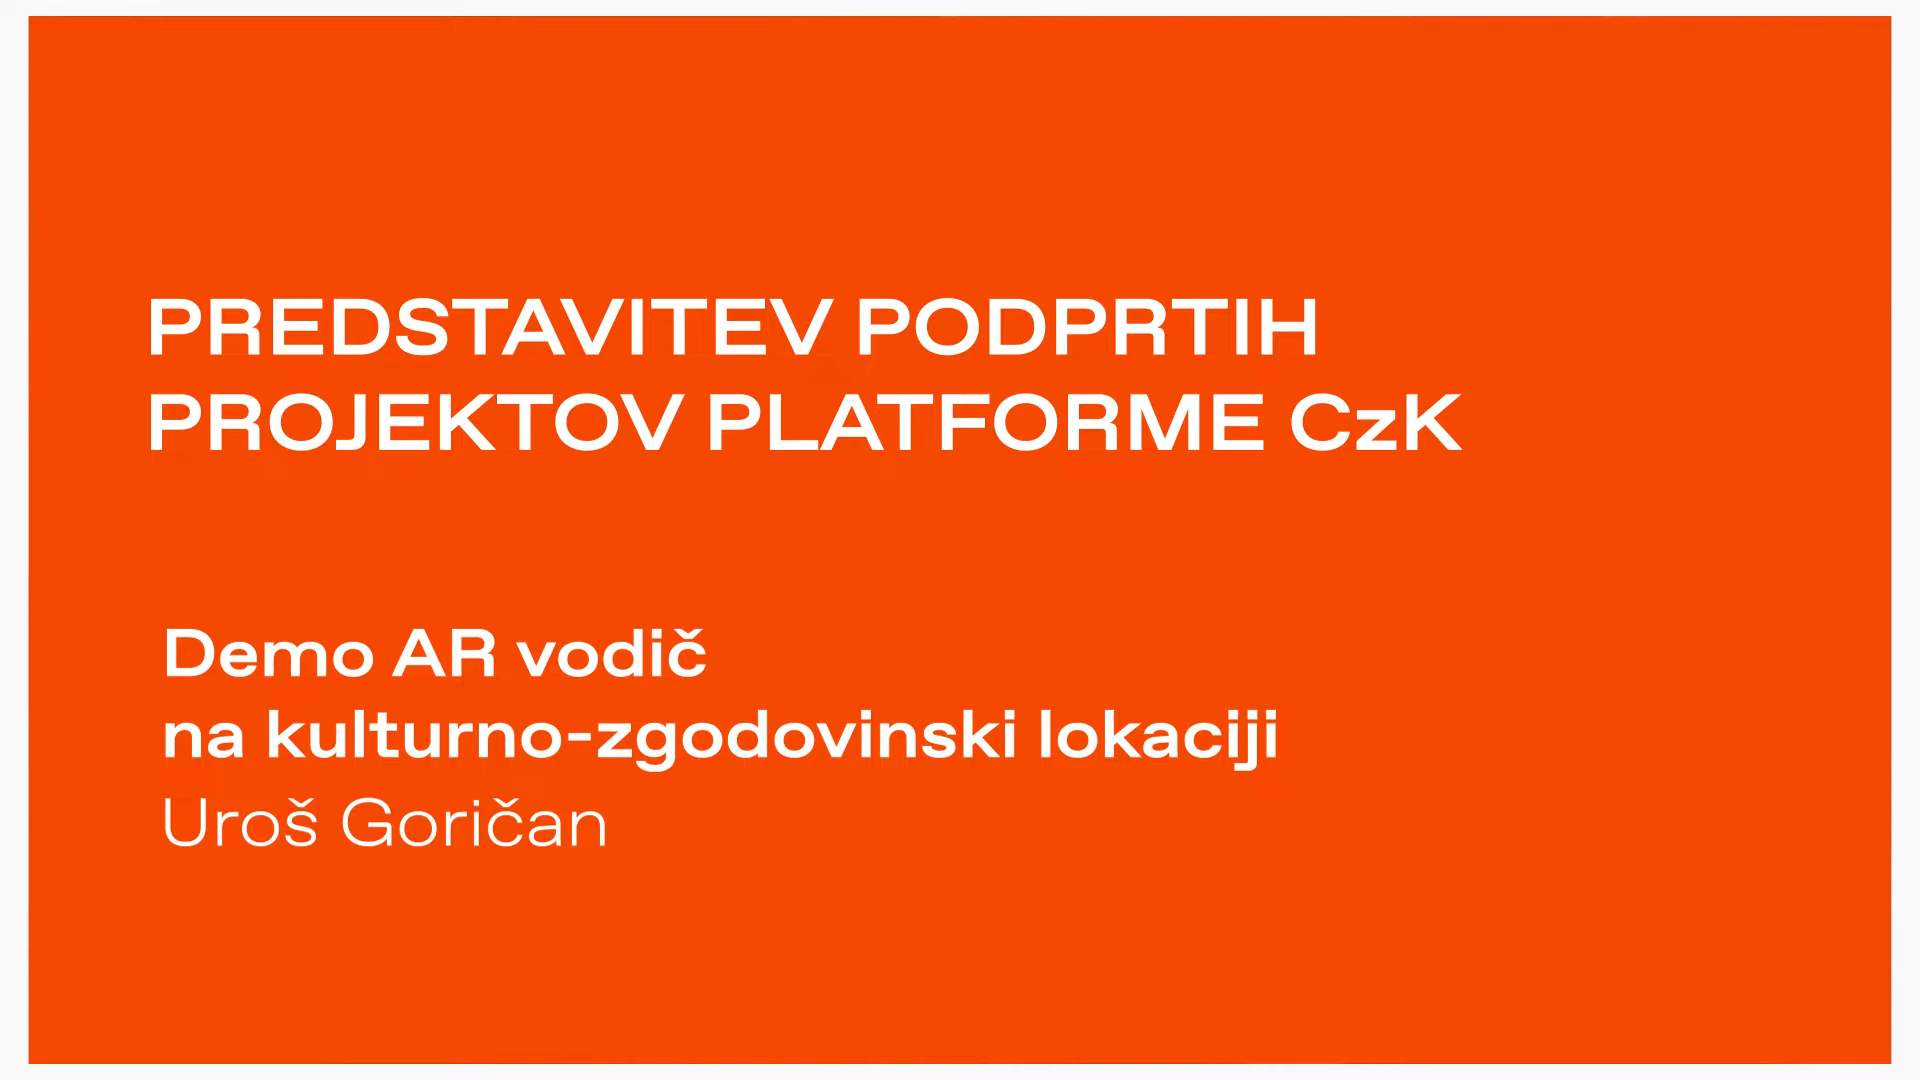 PREDSTAVITEV PODPRTIH
PROJEKTOV PLATFORME CzK
Demo AR vodič
na kulturno-zgodovinski lokaciji
Uroš Goričan